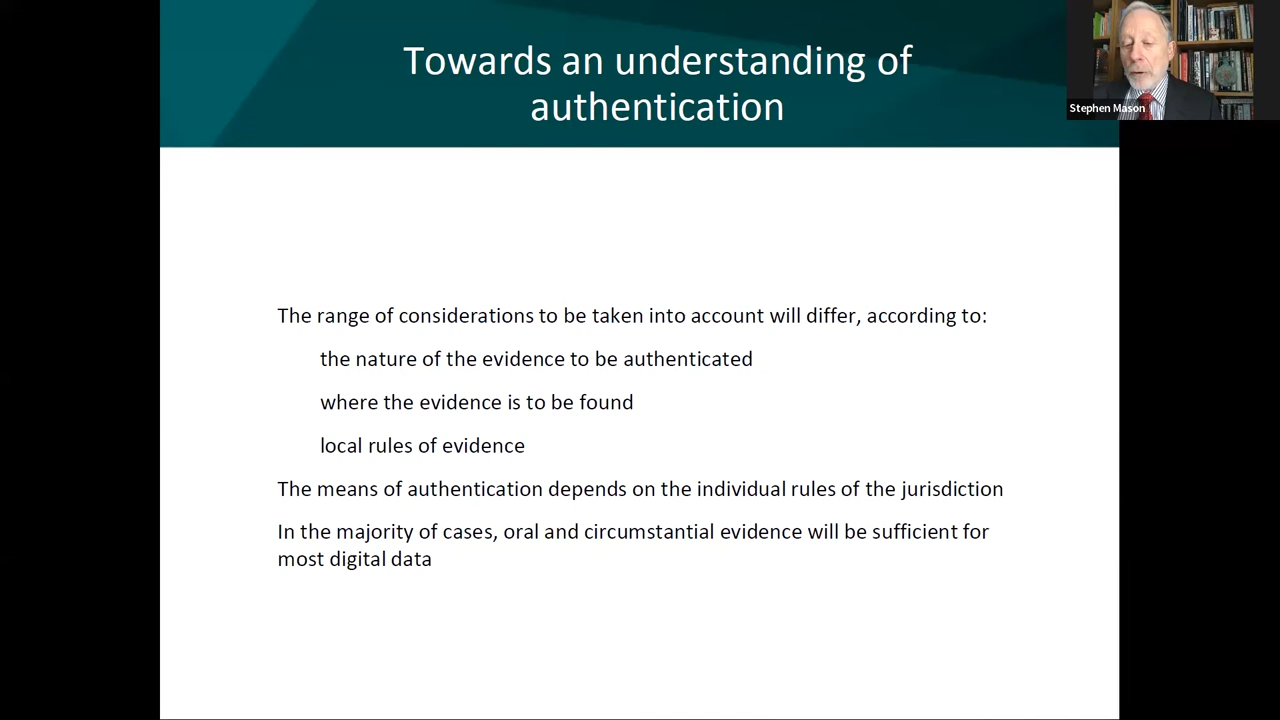 Towards an understanding of
authentication
Stephen Mason
The range of considerations to be taken into account will differ, according to:
the nature of the evidence to be authenticated
where the evidence is to be found
local rules of evidence
The means of authentication depends on the individual rules of the jurisdiction
In the majority of cases, oral and circumstantial evidence will be sufficient for
most digital data